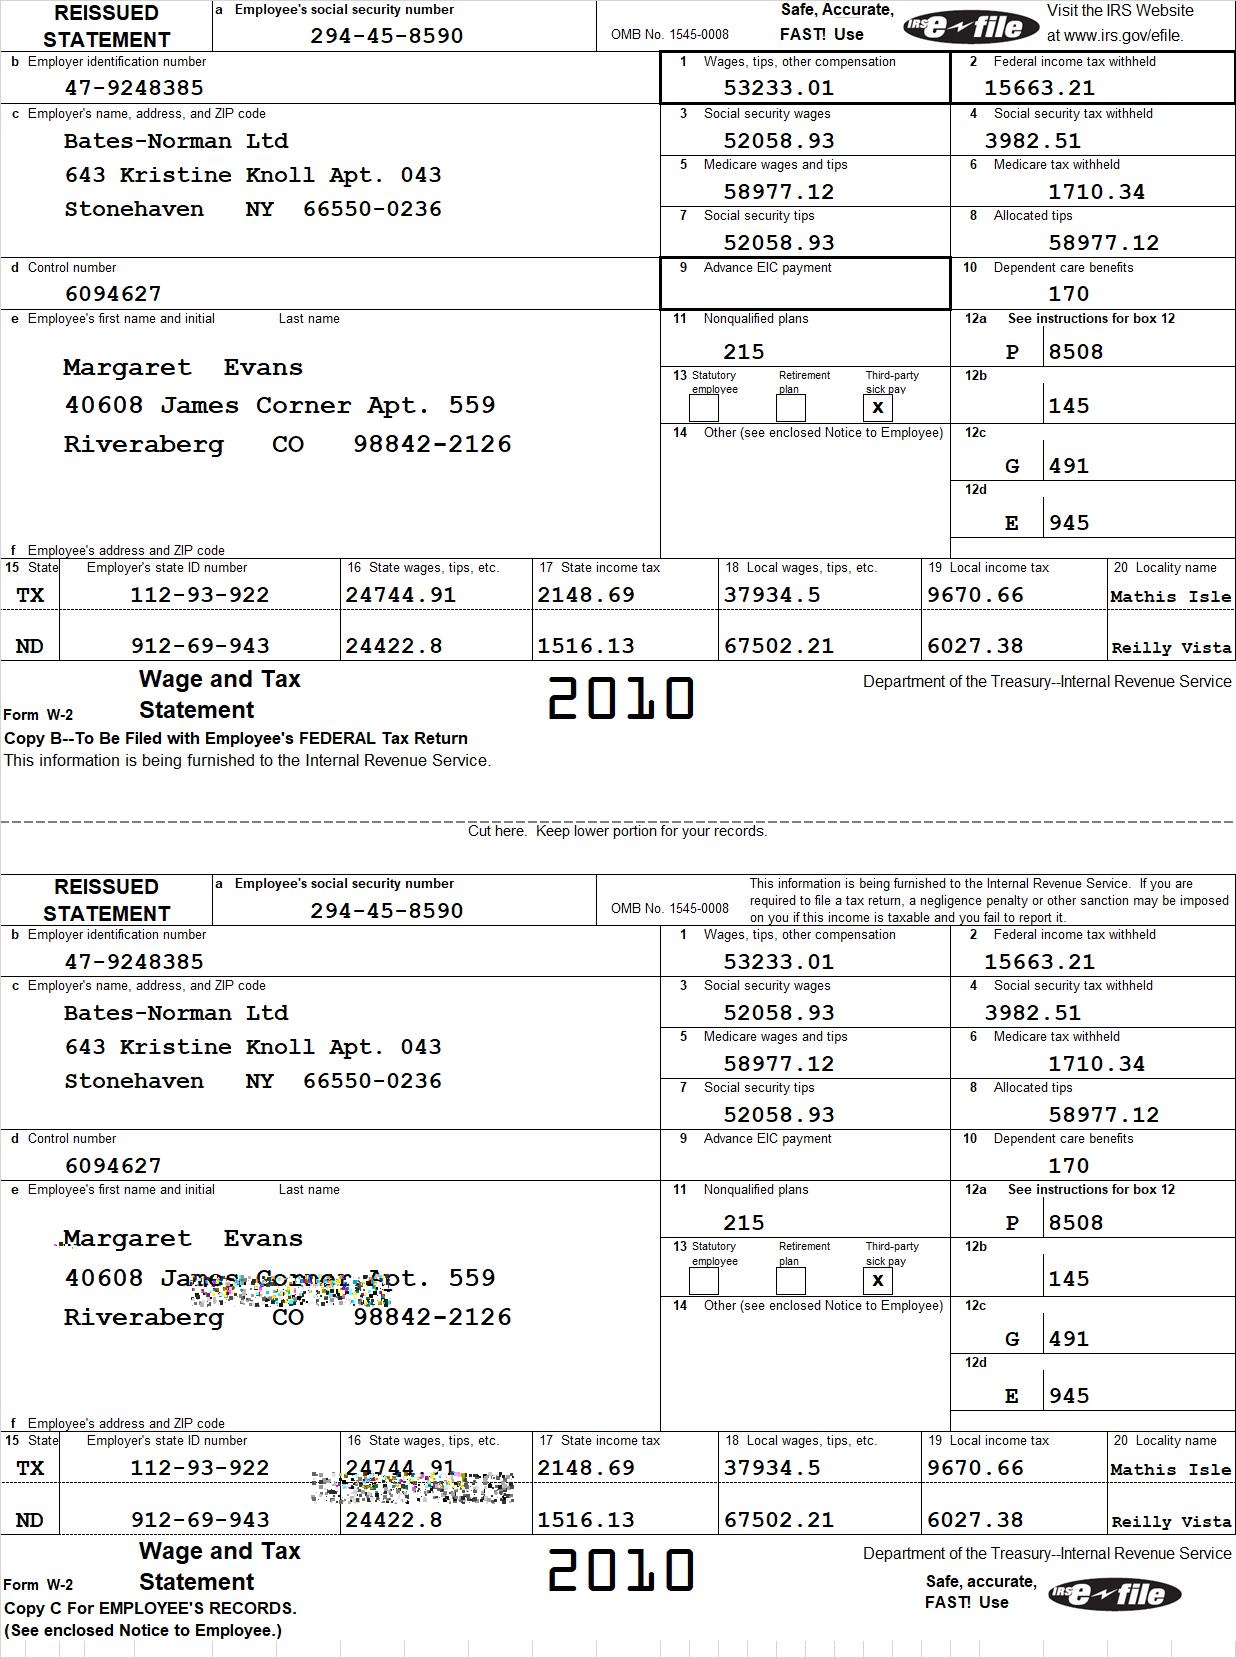 REISSUED STATEMENT
a Employee's social security number
294-45-8590
OMB No. 1545-0008
Safe, Accurate, FAST! Use
IRS e-file
Visit the IRS Website at www.irs.gov/efile.
b Employer identification number
47-9248385
1 Wages, tips, other compensation
53233.01
2 Federal income tax withheld
15663.21
c Employer's name, address, and ZIP code
Bates-Norman Ltd
643 Kristine Knoll Apt. 043
Stonehaven NY 66550-0236
3 Social security wages
52058.93
4 Social security tax withheld
3982.51
5 Medicare wages and tips
58977.12
6 Medicare tax withheld
1710.34
7 Social security tips
52058.93
8 Allocated tips
58977.12
d Control number
6094627
9 Advance EIC payment
10 Dependent care benefits
170
e Employee's first name and initial Last name
Margaret Evans
40608 James Corner Apt. 559
Riveraberg CO 98842-2126
f Employee's address and ZIP code
11 Nonqualified plans
215
12a See instructions for box 12
P 8508
13 Statutory employee Retirement plan Third-party sick pay
X
12b
145
14 Other (see enclosed Notice to Employee)
12c
G 491
12d
E 945
15 State Employer's state ID number 16 State wages, tips, etc. 17 State income tax 18 Local wages, tips, etc. 19 Local income tax 20 Locality name
TX 112-93-922 24744.91 2148.69 37934.5 9670.66 Mathis Isle
ND 912-69-943 24422.8 1516.13 67502.21 6027.38 Reilly Vista
Form W-2 Wage and Tax Statement
2010
Department of the Treasury--Internal Revenue Service
Copy B--To Be Filed with Employee's FEDERAL Tax Return
This information is being furnished to the Internal Revenue Service.
Cut here. Keep lower portion for your records.
REISSUED STATEMENT
a Employee's social security number
294-45-8590
OMB No. 1545-0008
This information is being furnished to the Internal Revenue Service. If you are
required to file a tax return, a negligence penalty or other sanction may be imposed
on you if this income is taxable and you fail to report it.
b Employer identification number
47-9248385
1 Wages, tips, other compensation
53233.01
2 Federal income tax withheld
15663.21
c Employer's name, address, and ZIP code
Bates-Norman Ltd
643 Kristine Knoll Apt. 043
Stonehaven NY 66550-0236
3 Social security wages
52058.93
4 Social security tax withheld
3982.51
5 Medicare wages and tips
58977.12
6 Medicare tax withheld
1710.34
7 Social security tips
52058.93
8 Allocated tips
58977.12
d Control number
6094627
9 Advance EIC payment
10 Dependent care benefits
170
e Employee's first name and initial Last name
Margaret Evans
40608 James Corner Apt. 559
Riveraberg CO 98842-2126
f Employee's address and ZIP code
11 Nonqualified plans
215
12a See instructions for box 12
P 8508
13 Statutory employee Retirement plan Third-party sick pay
X
12b
145
14 Other (see enclosed Notice to Employee)
12c
G 491
12d
E 945
15 State Employer's state ID number 16 State wages, tips, etc. 17 State income tax 18 Local wages, tips, etc. 19 Local income tax 20 Locality name
TX 112-93-922 24744.91 2148.69 37934.5 9670.66 Mathis Isle
ND 912-69-943 24422.8 1516.13 67502.21 6027.38 Reilly Vista
Form W-2 Wage and Tax Statement
2010
Department of the Treasury--Internal Revenue Service
Safe, accurate, FAST! Use
IRS e-file
Copy C For EMPLOYEE'S RECORDS.
(See enclosed Notice to Employee.)